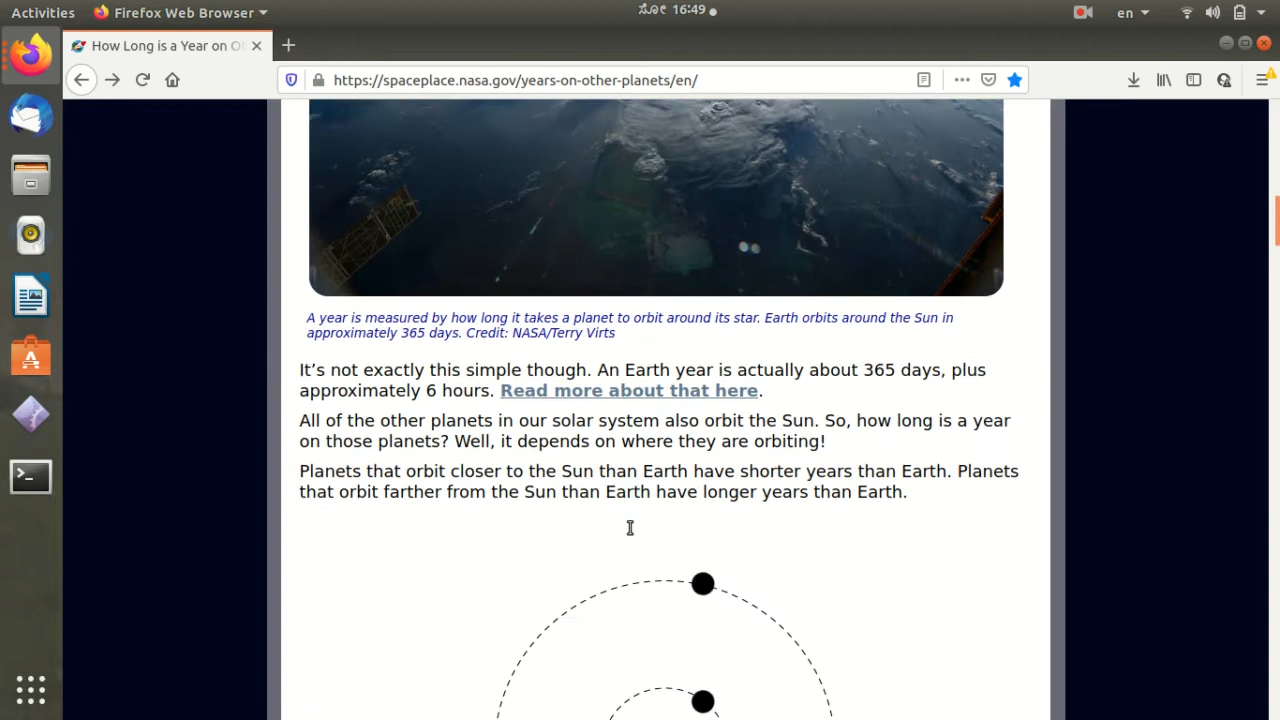 Activities
Firefox Web Browser
16:49
en
How Long is a Year on O
https://spaceplace.nasa.gov/years-on-other-planets/en/
A year is measured by how long it takes a planet to orbit around its star. Earth orbits around the Sun in
approximately 365 days. Credit: NASA/Terry Virts
It’s not exactly this simple though. An Earth year is actually about 365 days, plus
approximately 6 hours. Read more about that here.
All of the other planets in our solar system also orbit the Sun. So, how long is a year
on those planets? Well, it depends on where they are orbiting!
Planets that orbit closer to the Sun than Earth have shorter years than Earth. Planets
that orbit farther from the Sun than Earth have longer years than Earth.